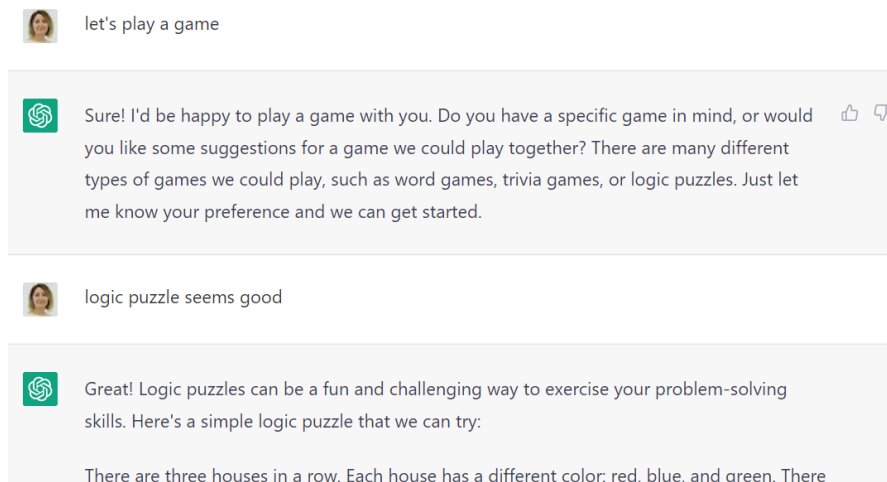 let's play a game
Sure! I'd be happy to play a game with you. Do you have a specific game in mind, or would
you like some suggestions for a game we could play together? There are many different
types of games we could play, such as word games, trivia games, or logic puzzles. Just let
me know your preference and we can get started.
logic puzzle seems good
Great! Logic puzzles can be a fun and challenging way to exercise your problem-solving
skills. Here's a simple logic puzzle that we can try:
There are three houses in a row. Each house has a different color: red, blue, and green. There